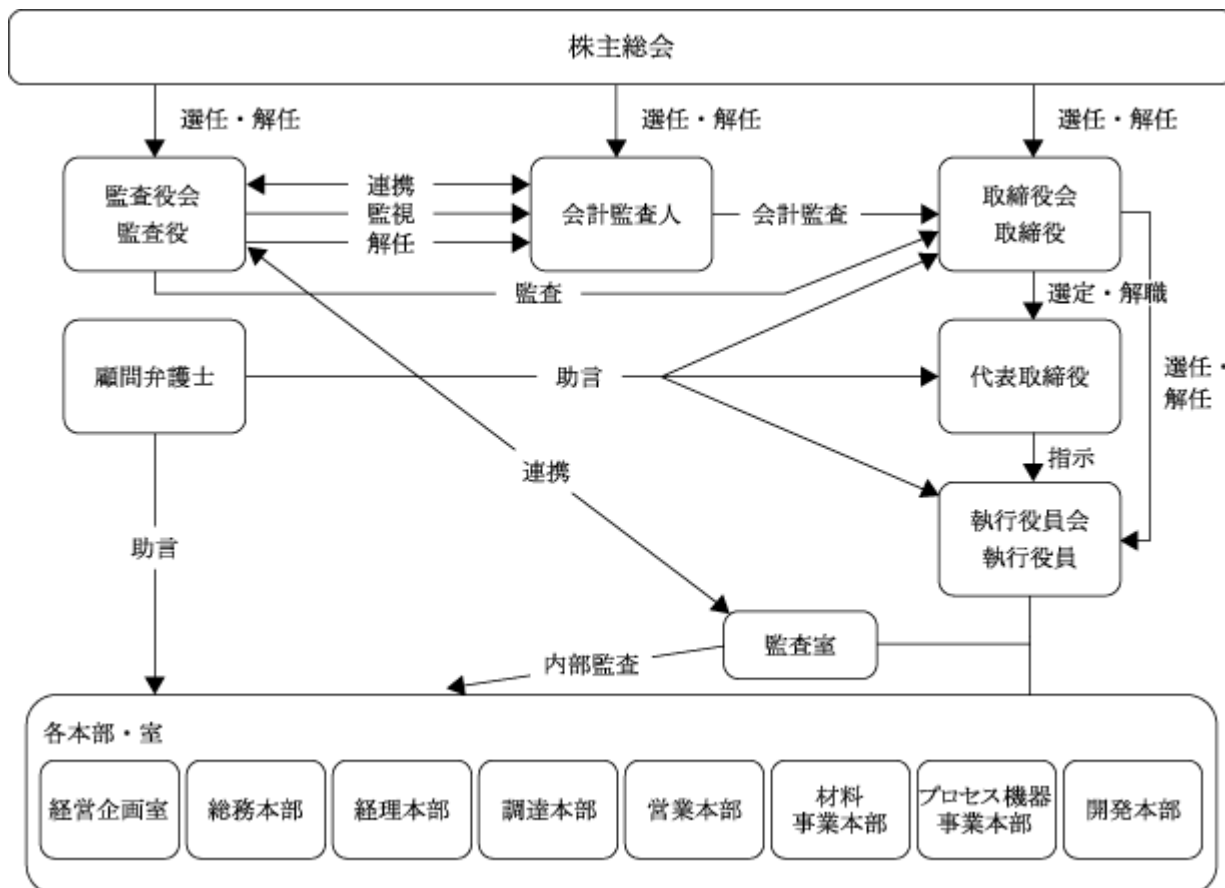 株主総会
選任・解任
選任・解任
選任・解任
監査役会
監査役
連携
監視
解任
会計監査人
会計監査
取締役会
取締役
監査
選定・解職
顧問弁護士
助言
代表取締役
選任・
解任
指示
連携
執行役員会
執行役員
助言
監査室
内部監査
各本部・室
経営企画室
総務本部
経理本部
調達本部
営業本部
材料
事業本部
プロセス機器
事業本部
開発本部